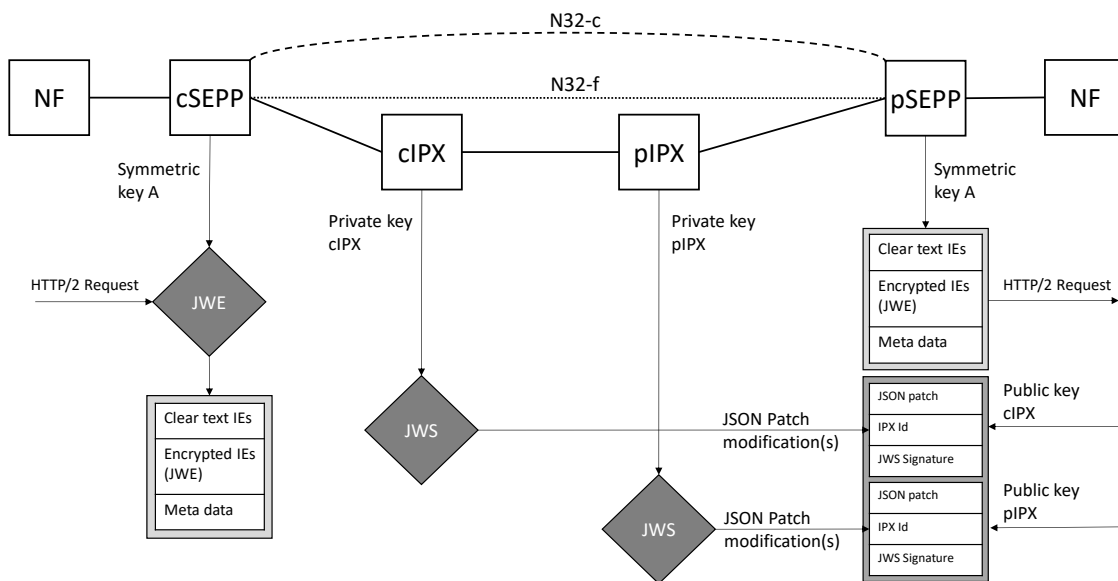 N32-c
N32-f
NF
cSEPP
pSEPP
NF
cIPX
pIPX
Symmetric
key A
Private key
cIPX
Private key
pIPX
Symmetric
key A
HTTP/2 Request
JWE
Clear text IEs
Encrypted IEs
(JWE)
Meta data
HTTP/2 Request
Clear text IEs
Encrypted IEs
(JWE)
Meta data
JWS
JSON Patch
modification(s)
JSON patch
IPX Id
JWS Signature
Public key
cIPX
JWS
JSON Patch
modification(s)
JSON patch
IPX Id
JWS Signature
Public key
pIPX